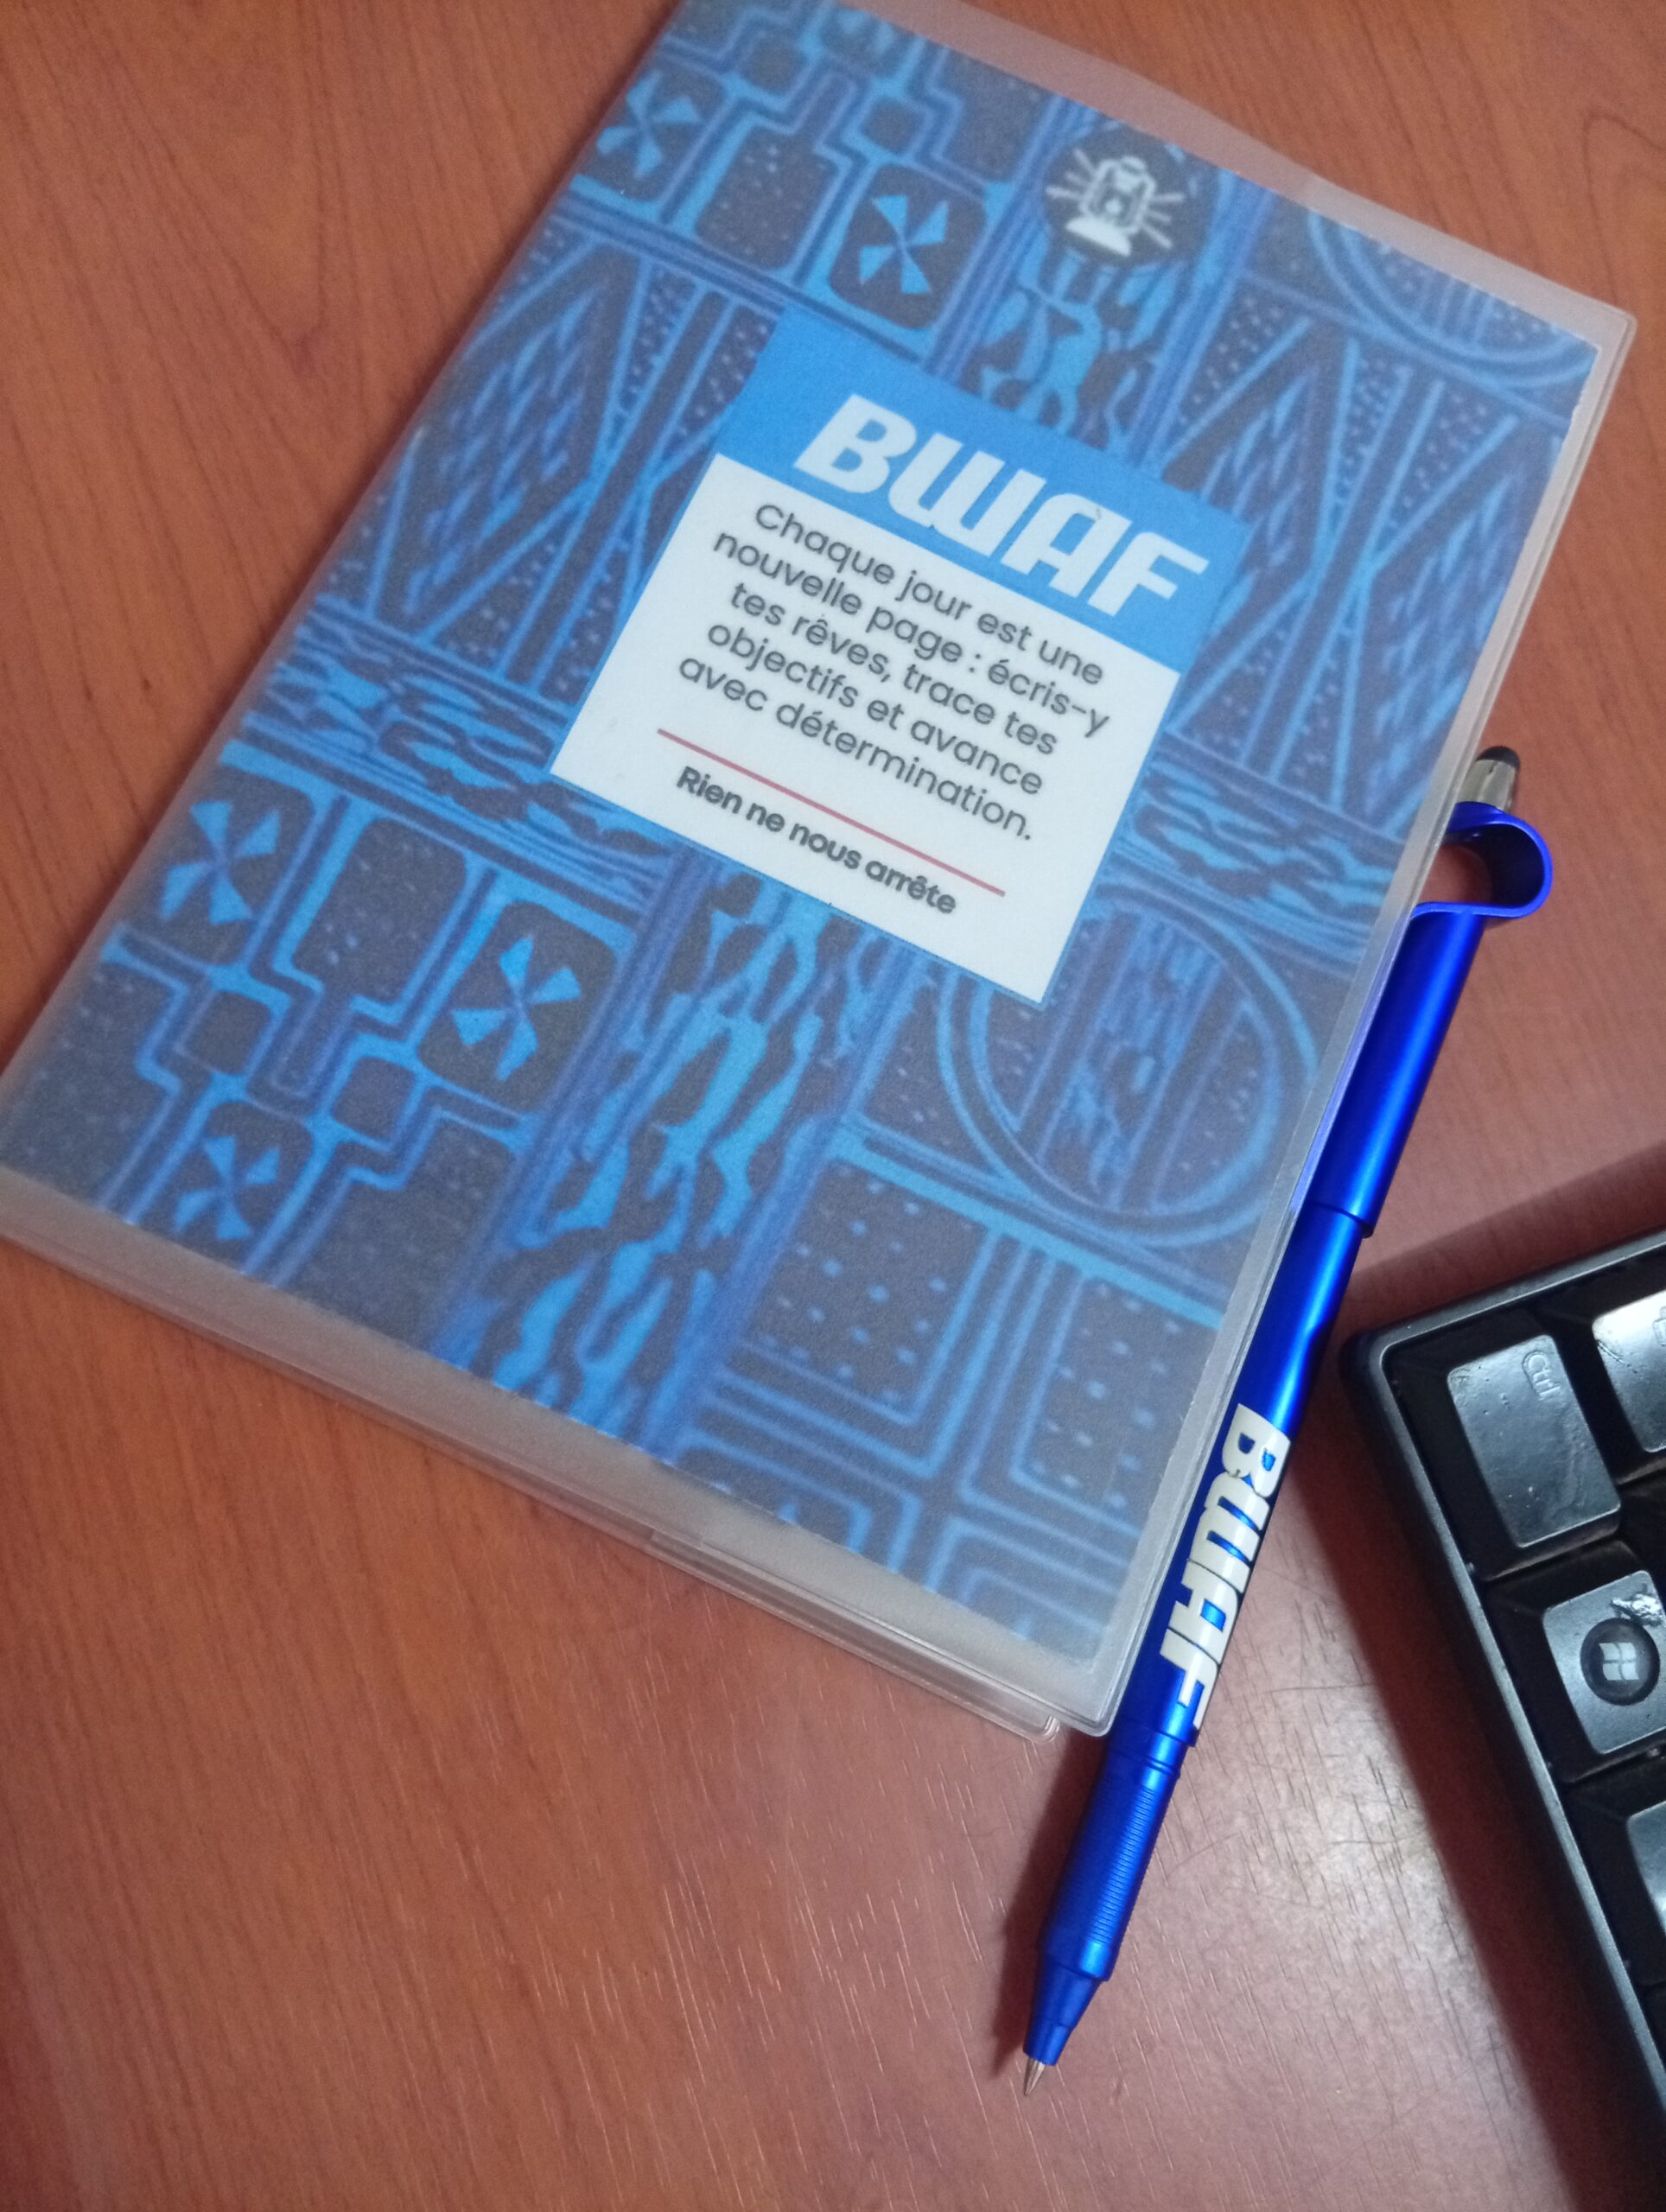 BWAF
Chaque jour est une
nouvelle page : écris-y
tes rêves, trace tes
objectifs et avance
avec détermination.
Rien ne nous arrête
BWAF
Ctrl